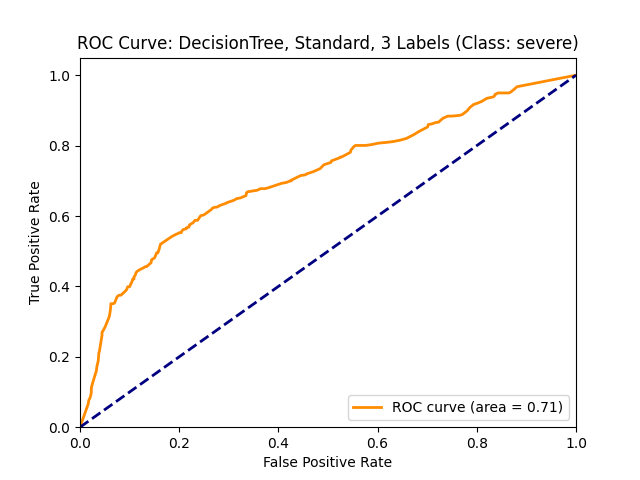 ROC Curve: DecisionTree, Standard, 3 Labels (Class: severe)
True Positive Rate
1.0
0.8
0.6
0.4
0.2
0.0
0.0 0.2 0.4 0.6 0.8 1.0
False Positive Rate
ROC curve (area = 0.71)